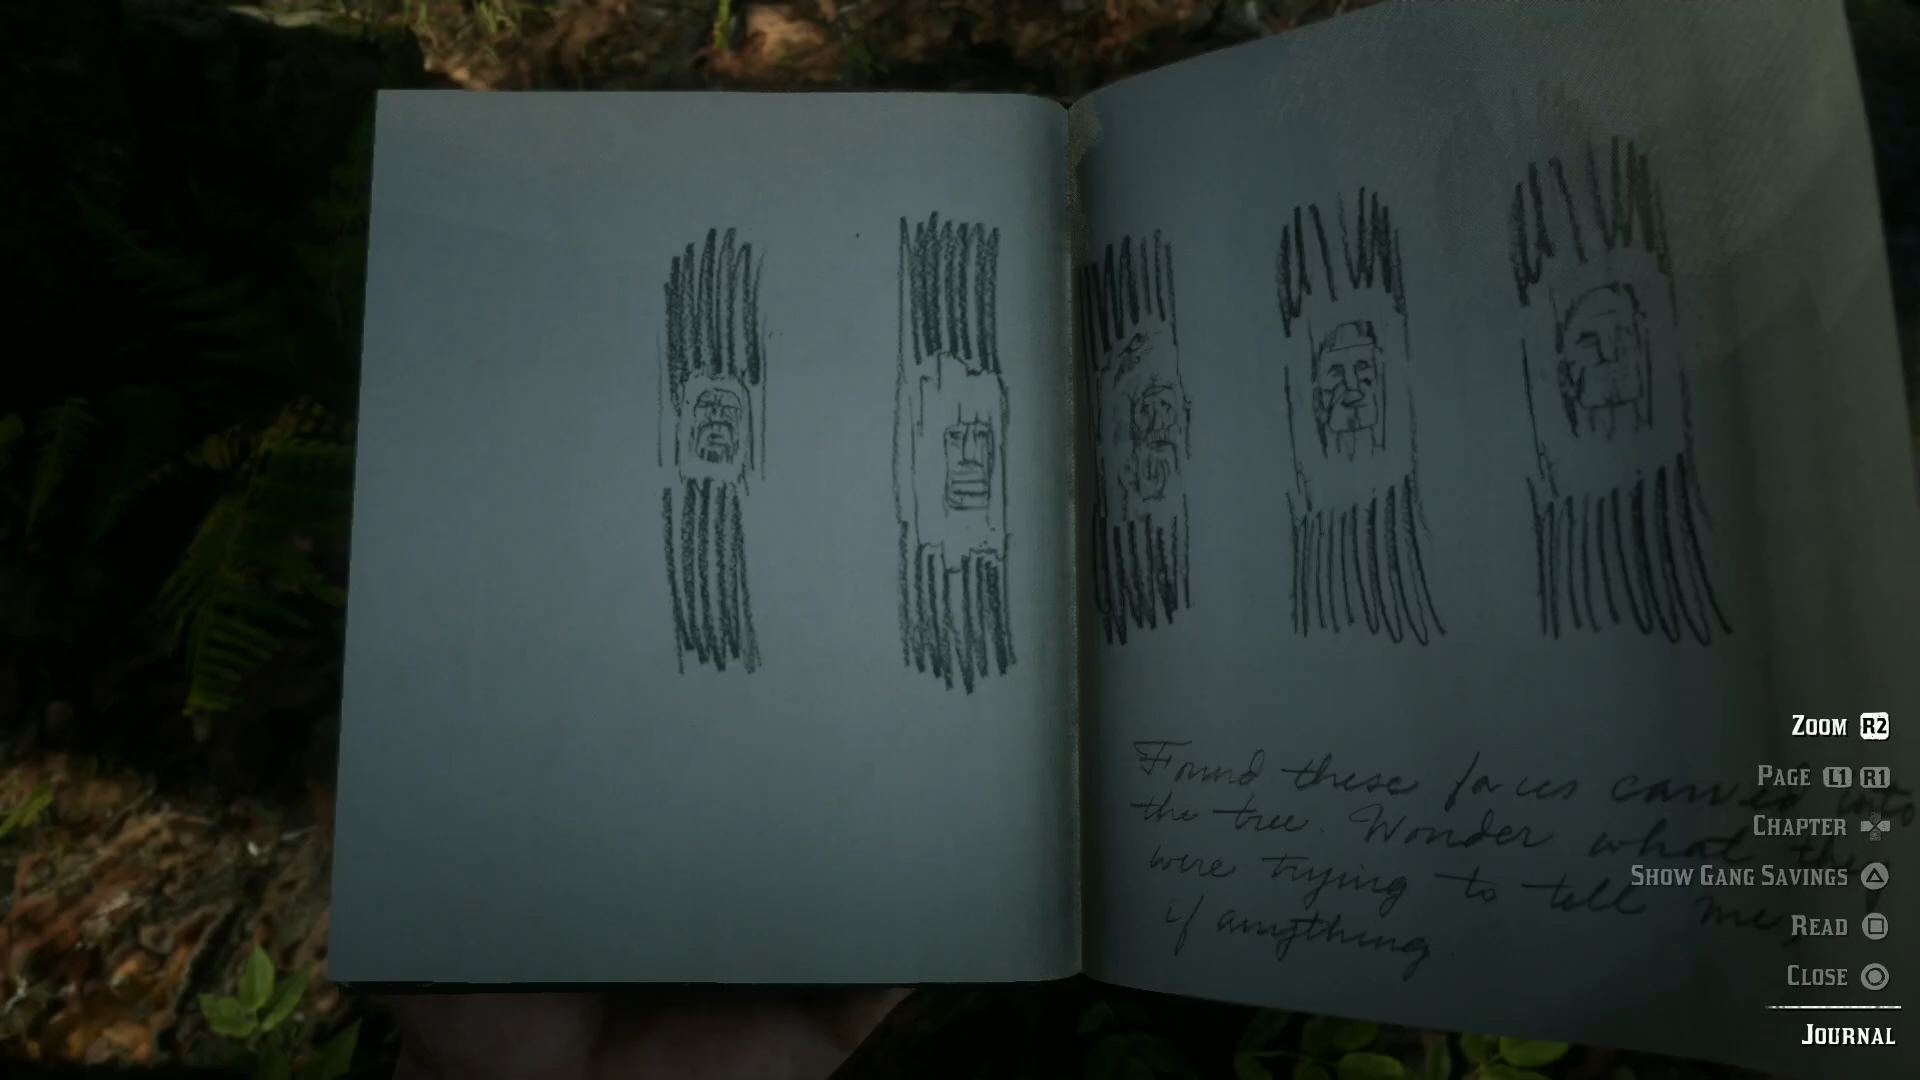 Found these faces carved into
the tree. Wonder what they
were trying to tell me,
if anything.
Zoom R2
Page L1 R1
Chapter
Show Gang Savings
Read
Close
Journal